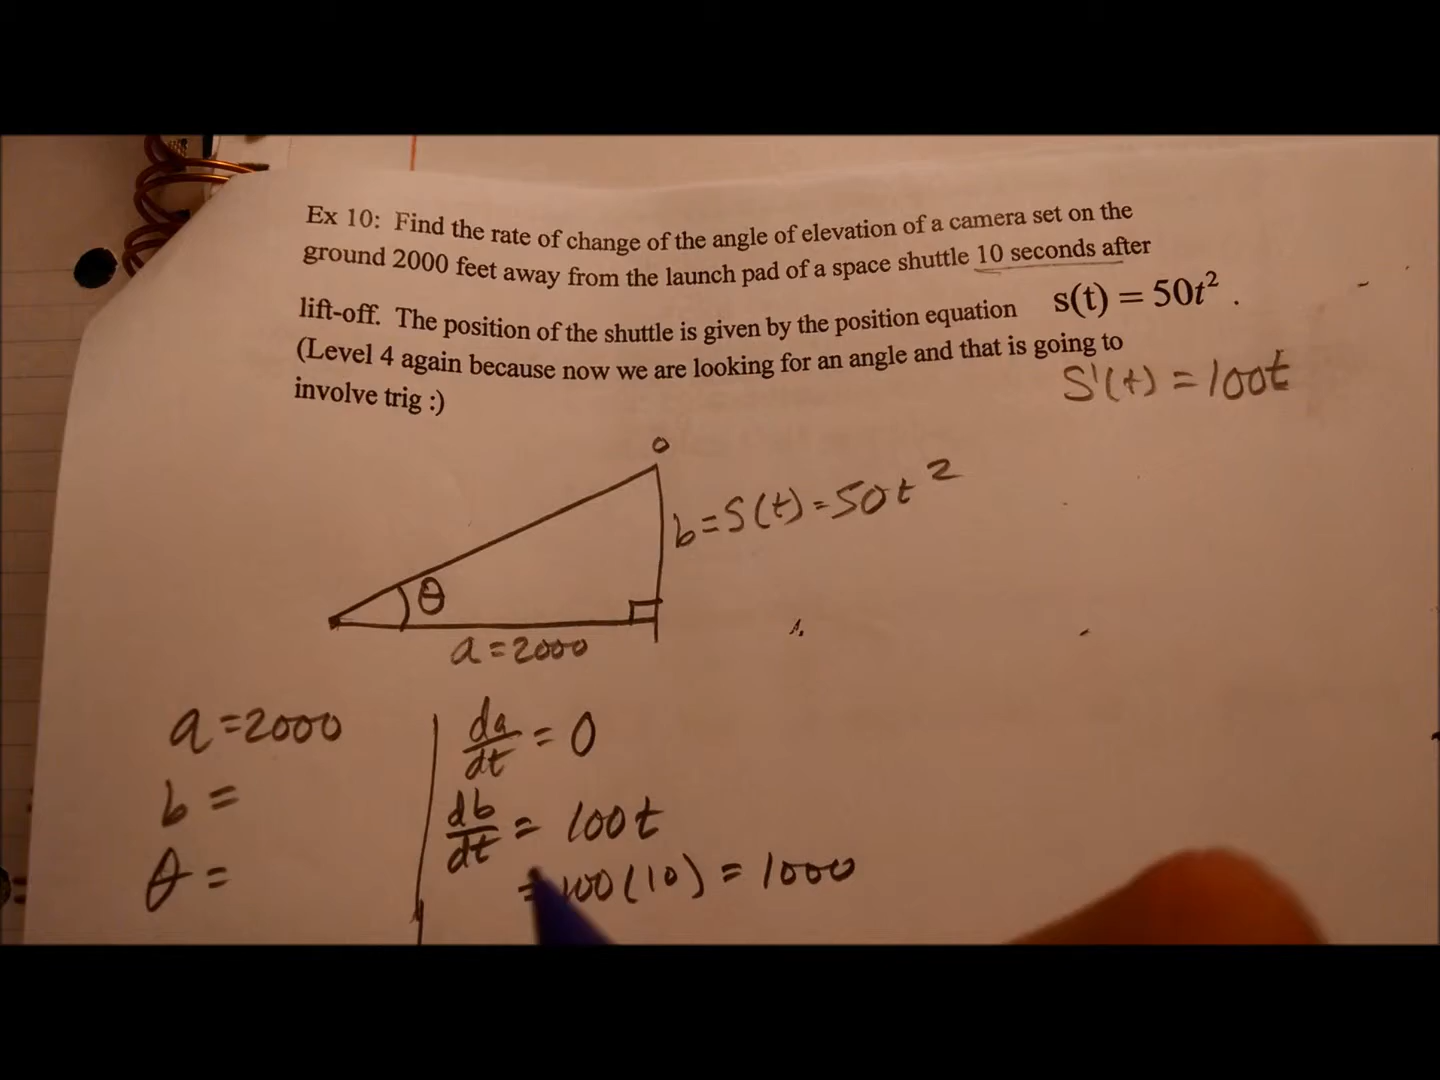 Ex 10: Find the rate of change of the angle of elevation of a camera set on the
ground 2000 feet away from the launch pad of a space shuttle 10 seconds after
lift-off. The position of the shuttle is given by the position equation s(t) = 50t² .
(Level 4 again because now we are looking for an angle and that is going to
involve trig :)
S'(t) = 100t
b = S(t) = 50t²
θ
a = 2000
a = 2000
b =
θ =
da/dt = 0
db/dt = 100t
= 100(10) = 1000